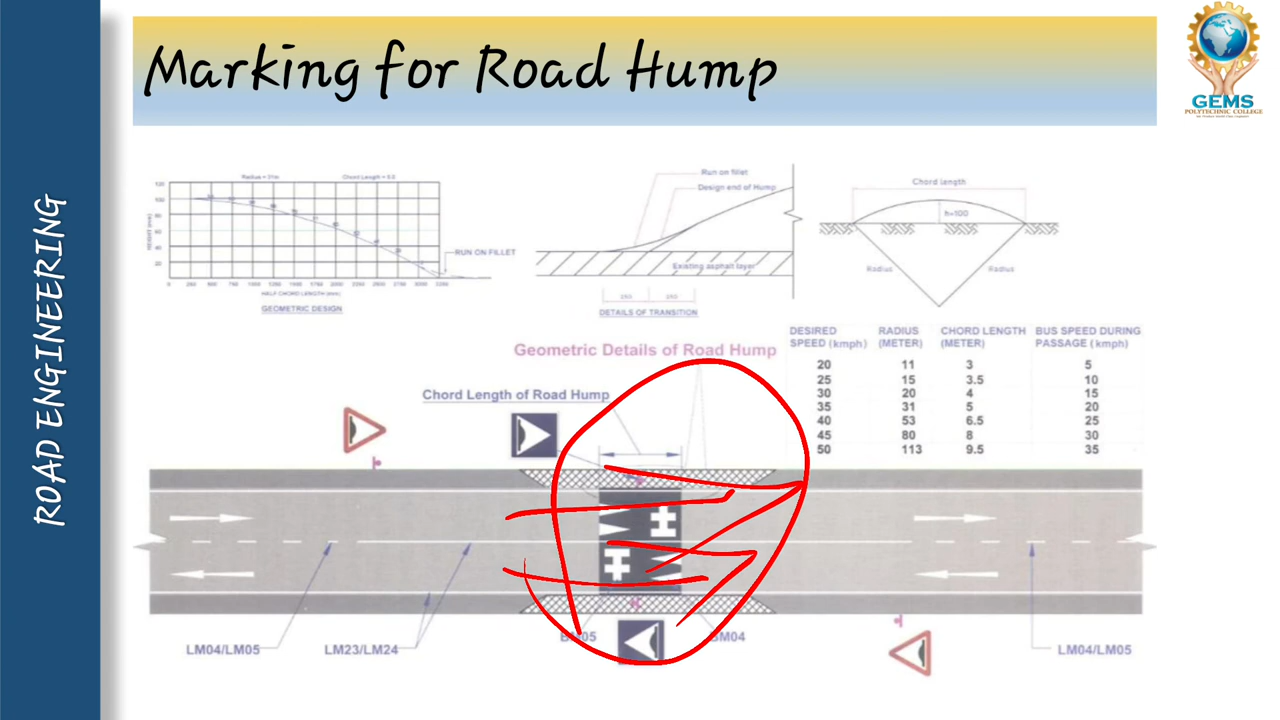 Marking for Road Hump
GEMS
POLYTECHNIC COLLEGE
ROAD ENGINEERING
Radius = 31m
Chord Length = 5.0
RUN ON FILLET
HALF CHORD LENGTH (mm)
GEOMETRIC DESIGN
Run on fillet
Design end of Hump
Existing asphalt layer
DETAILS OF TRANSITION
Chord length
h=100
Radius
Radius
Geometric Details of Road Hump
Chord Length of Road Hump
DESIRED SPEED (kmph) RADIUS (METER) CHORD LENGTH (METER) BUS SPEED DURING PASSAGE (kmph)
20 11 3 5
25 15 3.5 10
30 20 4 15
35 31 5 20
40 53 6.5 25
45 80 8 30
50 113 9.5 35
LM04/LM05
LM23/LM24
BM04
LM04/LM05